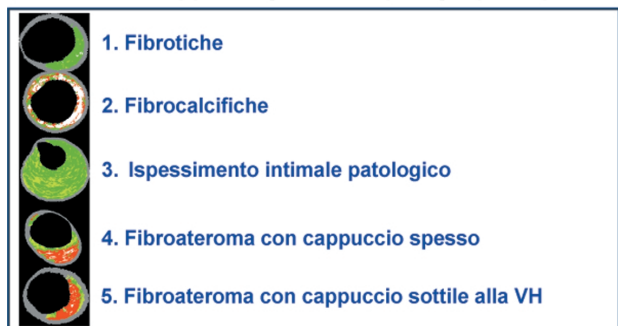 1. Fibrotiche
2. Fibrocalcifiche
3. Ispessimento intimale patologico
4. Fibroateroma con cappuccio spesso
5. Fibroateroma con cappuccio sottile alla VH